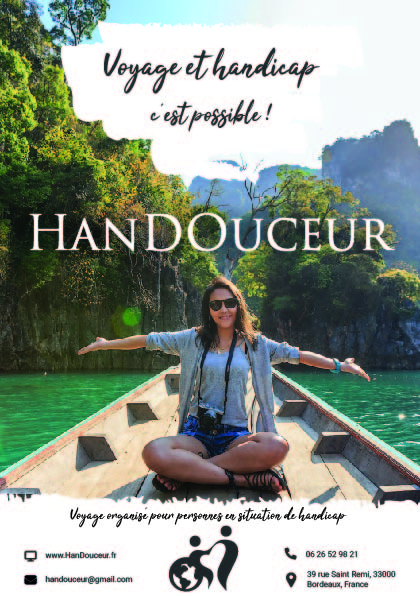 Voyage et handicap
c'est possible !
HANDOUCEUR
Voyage organisé pour personnes en situation de handicap
www.HanDouceur.fr
handouceur@gmail.com
06 26 52 98 21
39 rue Saint Remi, 33000
Bordeaux, France